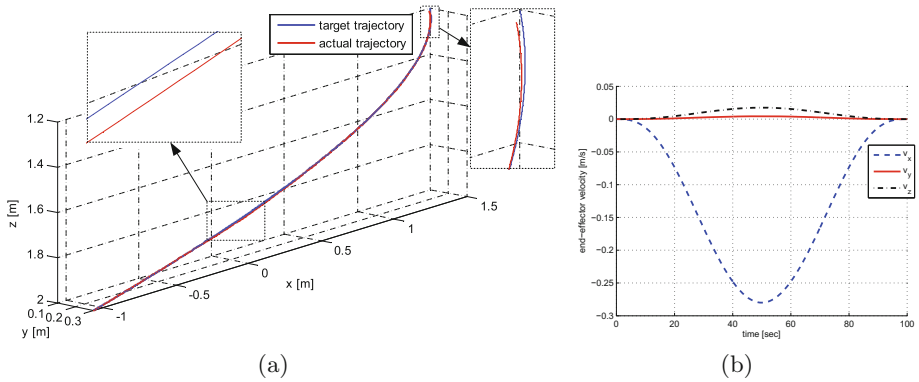 target trajectory
actual trajectory
1.2
1.4
1.6
1.8
2
z [m]
0.1
0.2
0.3
y [m]
-1
-0.5
0
0.5
1
1.5
x [m]
(a)
0.05
0
−0.05
−0.1
−0.15
−0.2
−0.25
−0.3
end−effector velocity [m/s]
v_x
v_y
v_z
0
20
40
60
80
100
time [sec]
(b)